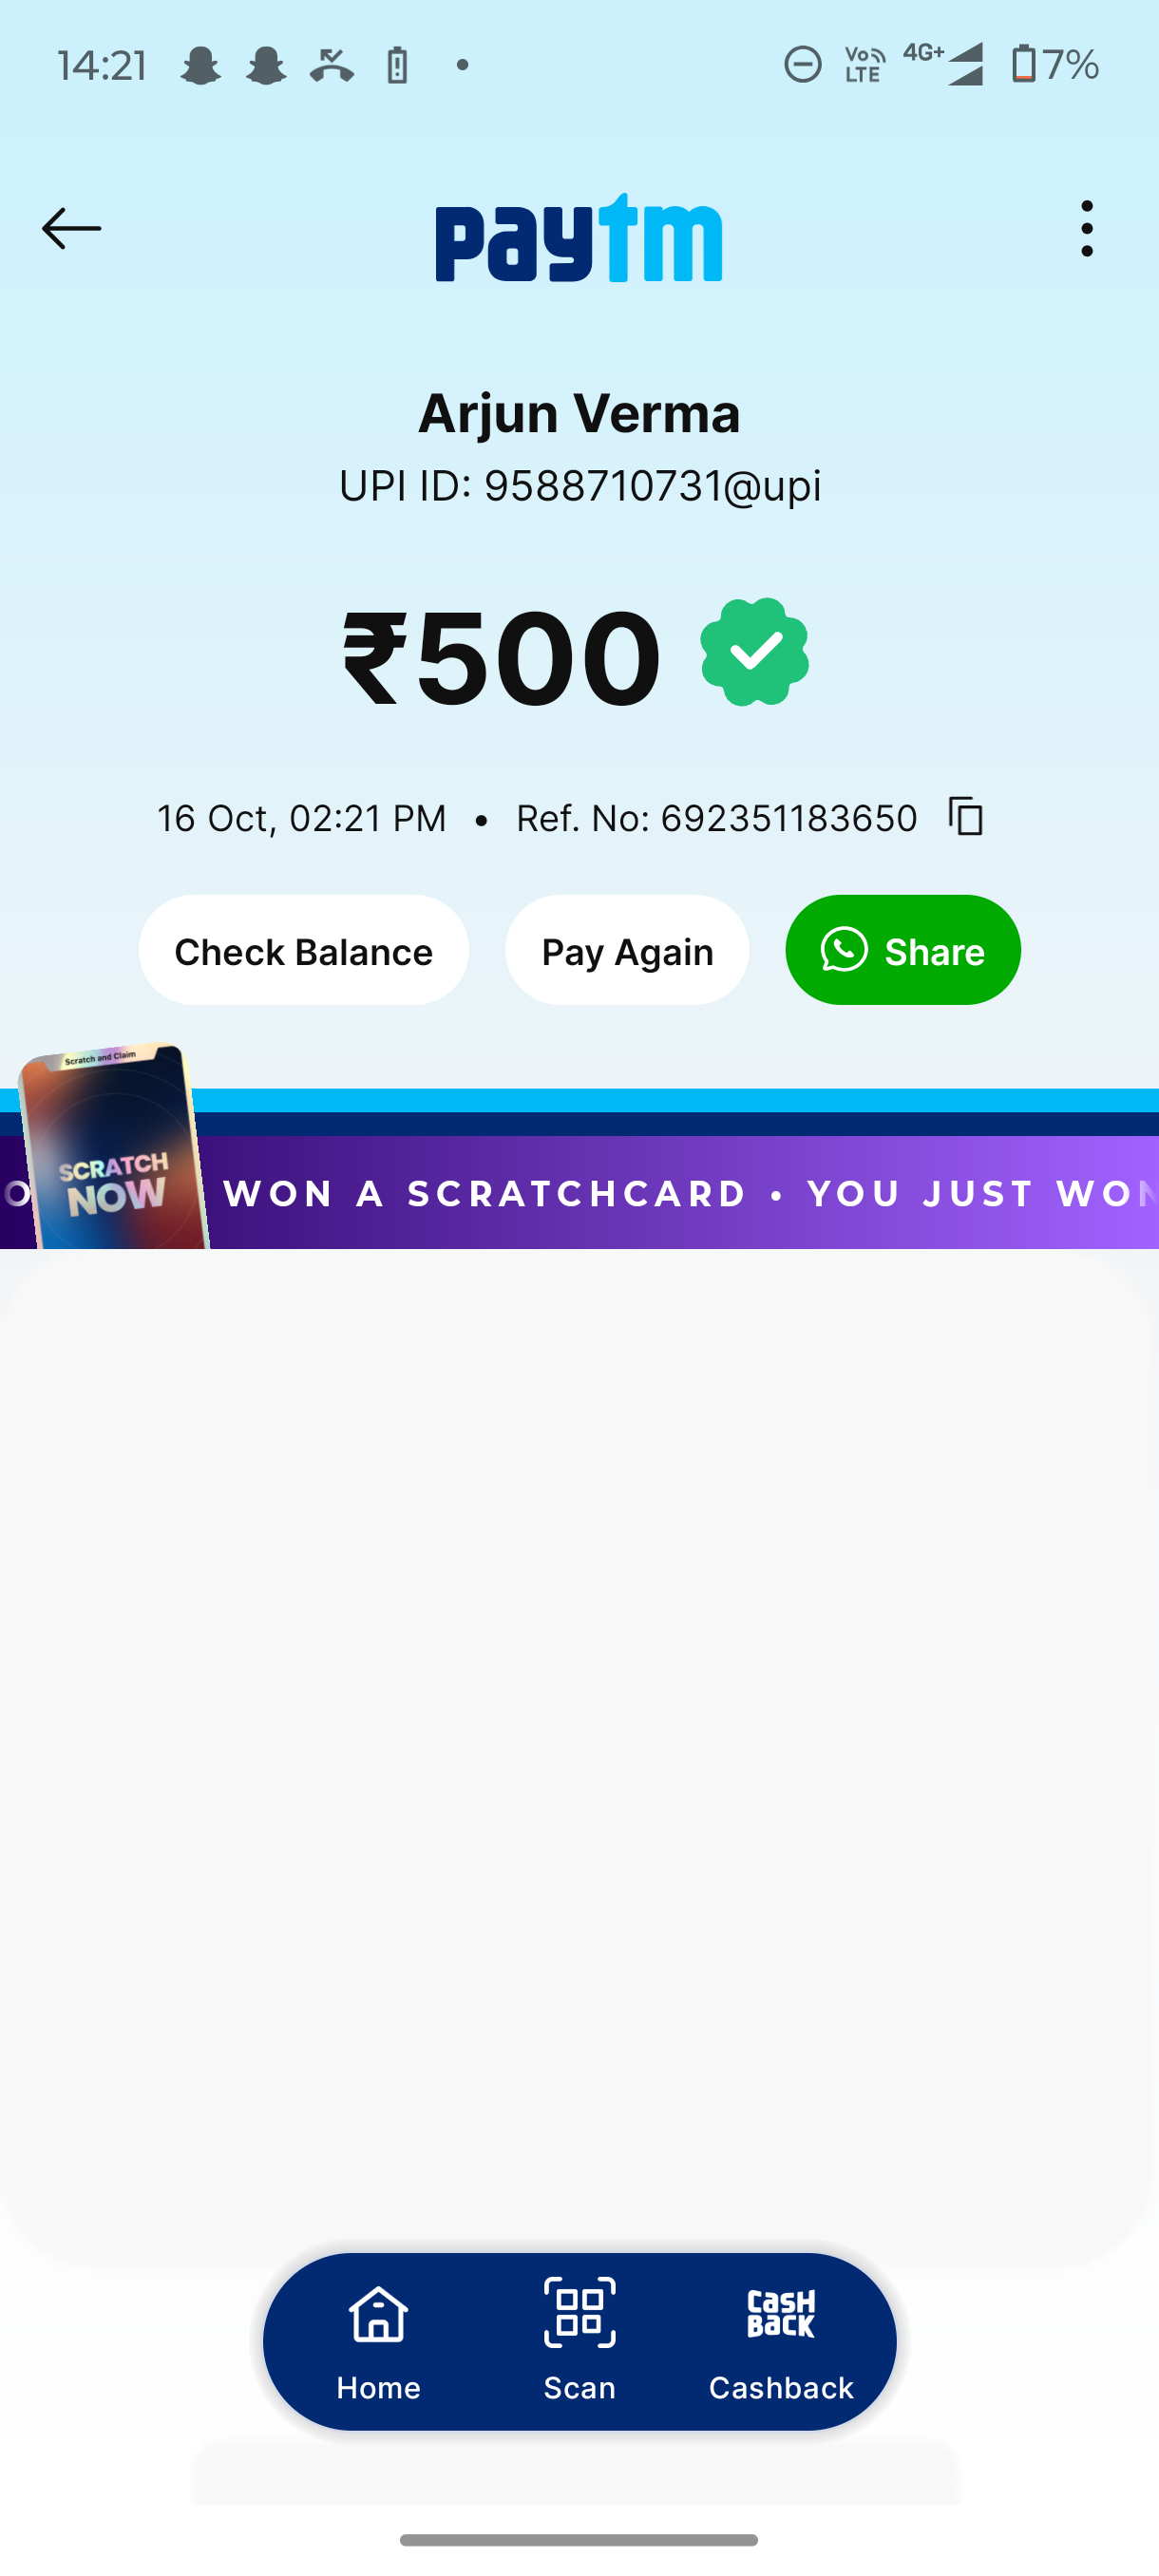 14:21 VoLTE 4G+ 7%
paytm
Arjun Verma
UPI ID: 9588710731@upi
₹500
16 Oct, 02:21 PM • Ref. No: 692351183650
Check Balance Pay Again Share
Scratch and Claim
SCRATCH
NOW
WON A SCRATCHCARD • YOU JUST WON
CASH
BACK
Home Scan Cashback